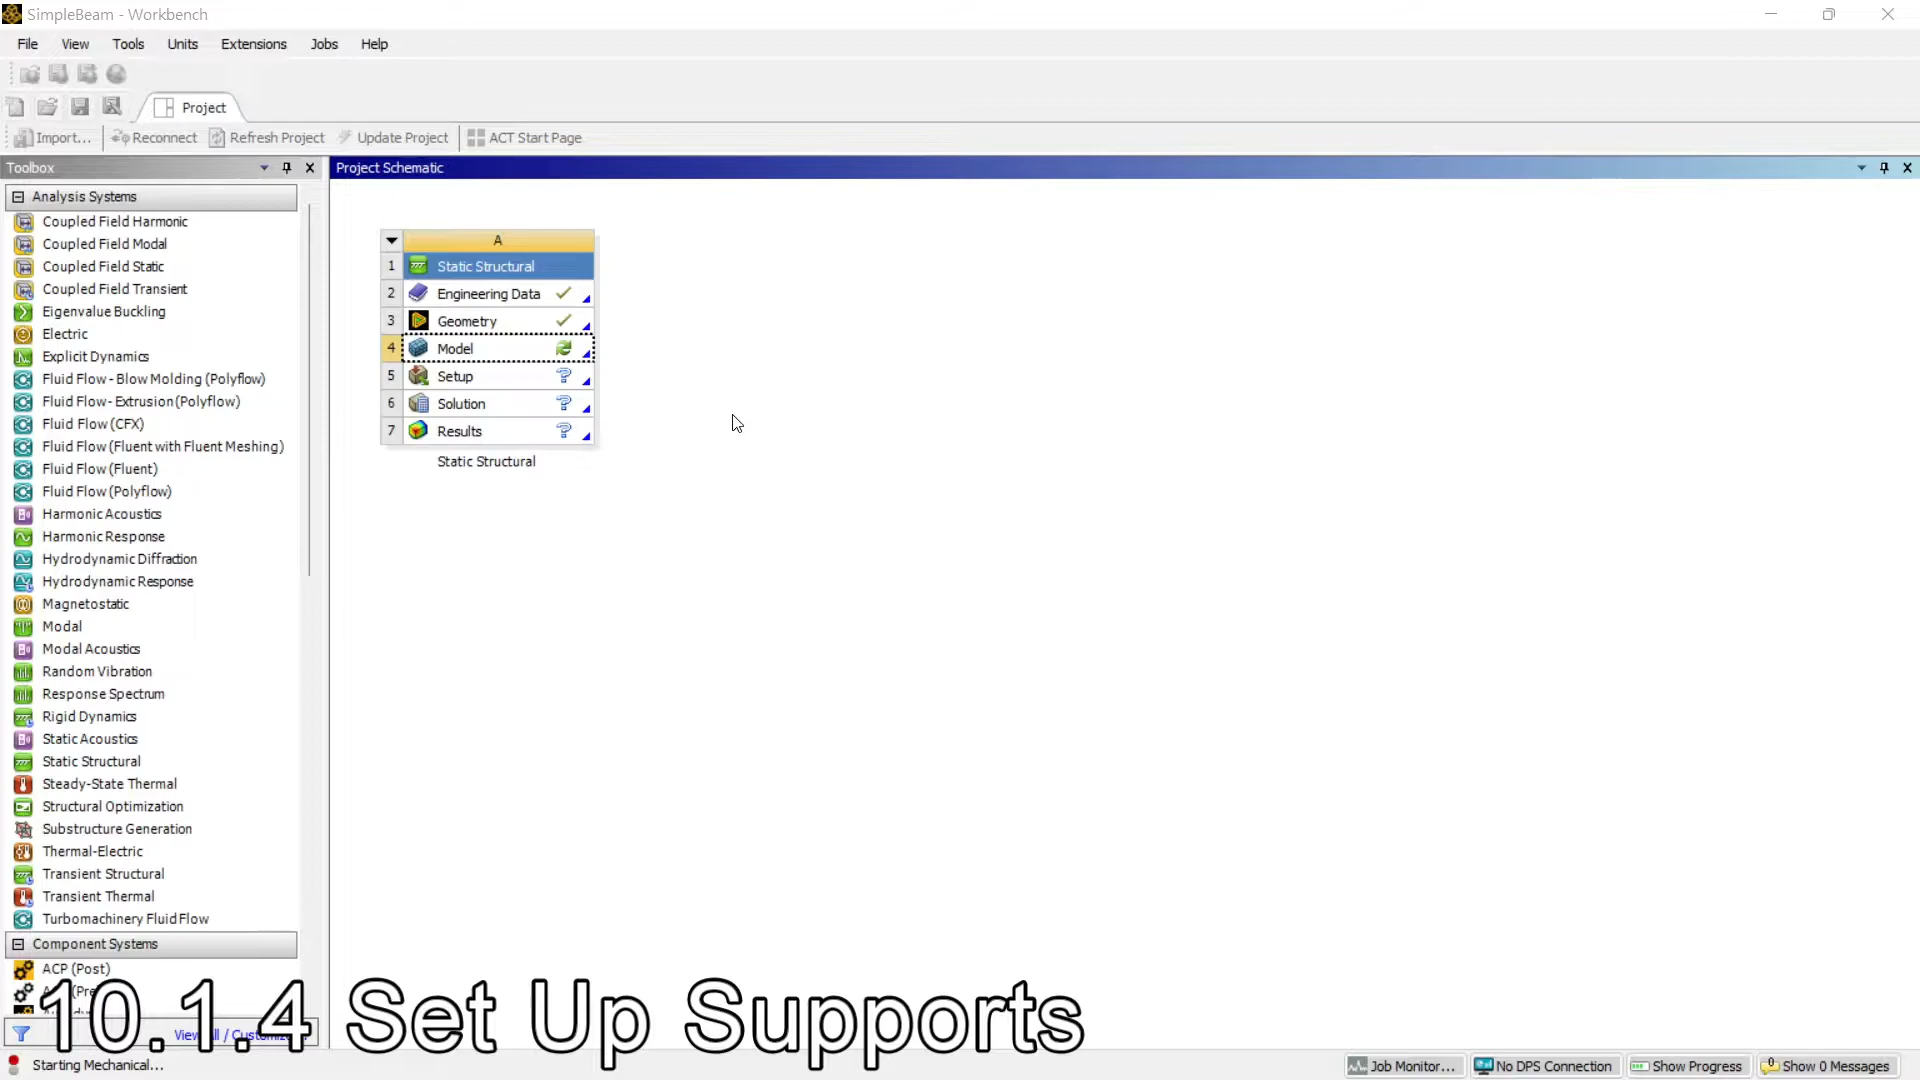 SimpleBeam - Workbench
File View Tools Units Extensions Jobs Help
Project
Import... Reconnect Refresh Project Update Project ACT Start Page
Toolbox
Project Schematic
Analysis Systems
Coupled Field Harmonic
Coupled Field Modal
Coupled Field Static
Coupled Field Transient
Eigenvalue Buckling
Electric
Explicit Dynamics
Fluid Flow - Blow Molding (Polyflow)
Fluid Flow - Extrusion (Polyflow)
Fluid Flow (CFX)
Fluid Flow (Fluent with Fluent Meshing)
Fluid Flow (Fluent)
Fluid Flow (Polyflow)
Harmonic Acoustics
Harmonic Response
Hydrodynamic Diffraction
Hydrodynamic Response
Magnetostatic
Modal
Modal Acoustics
Random Vibration
Response Spectrum
Rigid Dynamics
Static Acoustics
Static Structural
Steady-State Thermal
Structural Optimization
Substructure Generation
Thermal-Electric
Transient Structural
Transient Thermal
Turbomachinery Fluid Flow
Component Systems
ACP (Post)
A
1 Static Structural
2 Engineering Data
3 Geometry
4 Model
5 Setup
6 Solution
7 Results
Static Structural
10.1.4 Set Up Supports
Starting Mechanical...
Job Monitor... No DPS Connection Show Progress Show 0 Messages